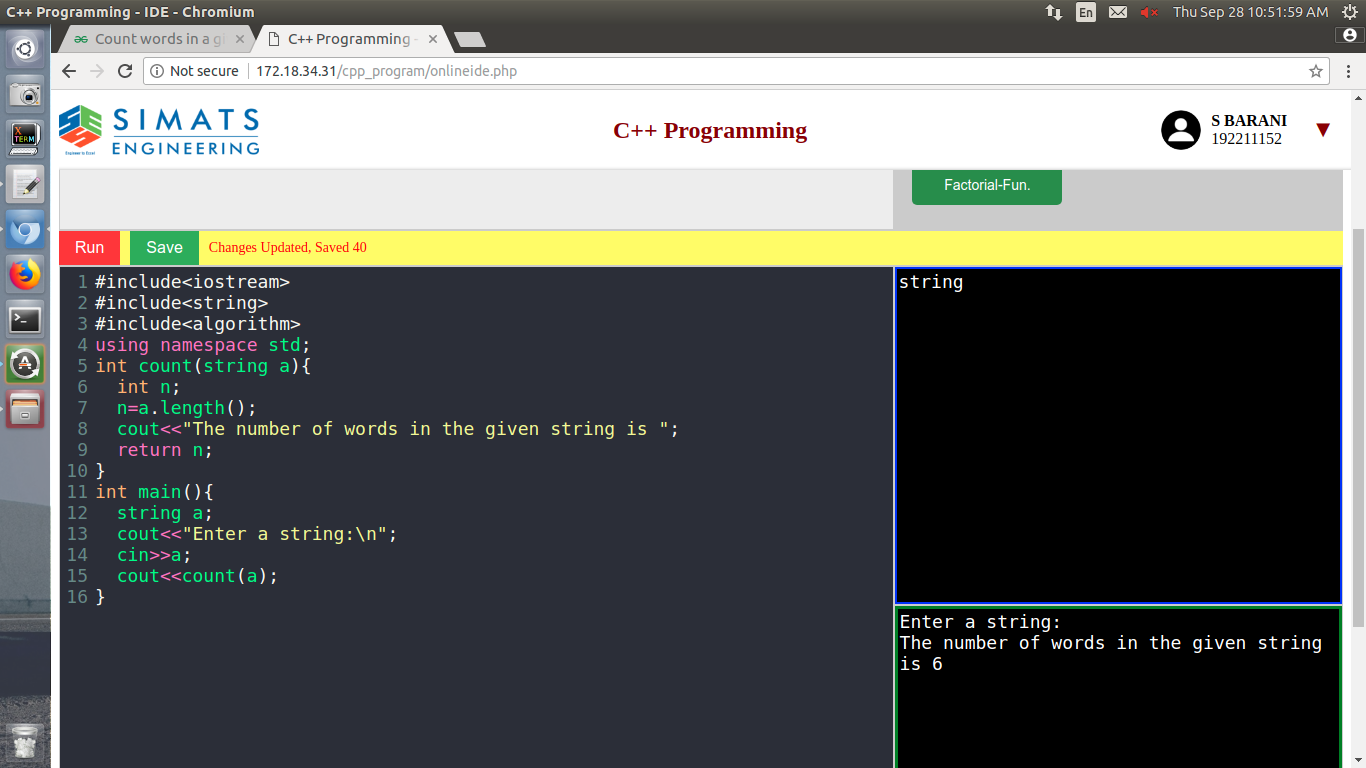 C++ Programming - IDE - Chromium
En
Thu Sep 28 10:51:59 AM
Count words in a gi
C++ Programming -
Not secure
172.18.34.31/cpp_program/onlineide.php
SIMATS
ENGINEERING
Engineer to Excel
C++ Programming
S BARANI
192211152
Factorial-Fun.
Run
Save
Changes Updated, Saved 40
1 #include<iostream>
2 #include<string>
3 #include<algorithm>
4 using namespace std;
5 int count(string a){
6   int n;
7   n=a.length();
8   cout<<"The number of words in the given string is ";
9   return n;
10 }
11 int main(){
12   string a;
13   cout<<"Enter a string:\n";
14   cin>>a;
15   cout<<count(a);
16 }
string
Enter a string:
The number of words in the given string
is 6
X
TERM